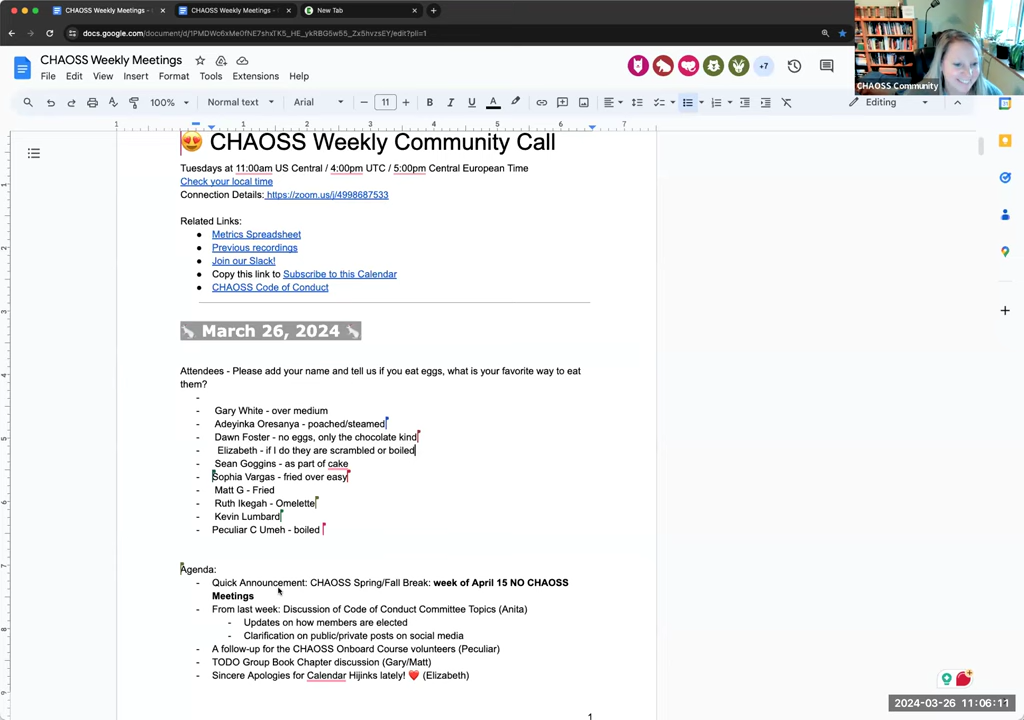 CHAOSS Weekly Meetings -
CHAOSS Weekly Meetings -
New Tab
docs.google.com/document/d/1PMDWc6xMe0fNE7shxTK5_HE_ykRBG5w55_Zx5hvzsEY/edit?pli=1
CHAOSS Weekly Meetings
File Edit View Insert Format Tools Extensions Help
+7
CHAOSS Community
100% Normal text Arial 11 B I U A Editing
1 1 2 3 4 5 6 7
😍 CHAOSS Weekly Community Call
Tuesdays at 11:00am US Central / 4:00pm UTC / 5:00pm Central European Time
Check your local time
Connection Details: https://zoom.us/j/4998687533
Related Links:
● Metrics Spreadsheet
● Previous recordings
● Join our Slack!
● Copy this link to Subscribe to this Calendar
● CHAOSS Code of Conduct
March 26, 2024
Attendees - Please add your name and tell us if you eat eggs, what is your favorite way to eat
them?
-
- Gary White - over medium
- Adeyinka Oresanya - poached/steamed
- Dawn Foster - no eggs, only the chocolate kind
- Elizabeth - if I do they are scrambled or boiled
- Sean Goggins - as part of cake
- Sophia Vargas - fried over easy
- Matt G - Fried
- Ruth Ikegah - Omelette
- Kevin Lumbard
- Peculiar C Umeh - boiled
Agenda:
- Quick Announcement: CHAOSS Spring/Fall Break: week of April 15 NO CHAOSS
Meetings
- From last week: Discussion of Code of Conduct Committee Topics (Anita)
- Updates on how members are elected
- Clarification on public/private posts on social media
- A follow-up for the CHAOSS Onboard Course volunteers (Peculiar)
- TODO Group Book Chapter discussion (Gary/Matt)
- Sincere Apologies for Calendar Hijinks lately! ❤️ (Elizabeth)
1
2024-03-26 11:06:11